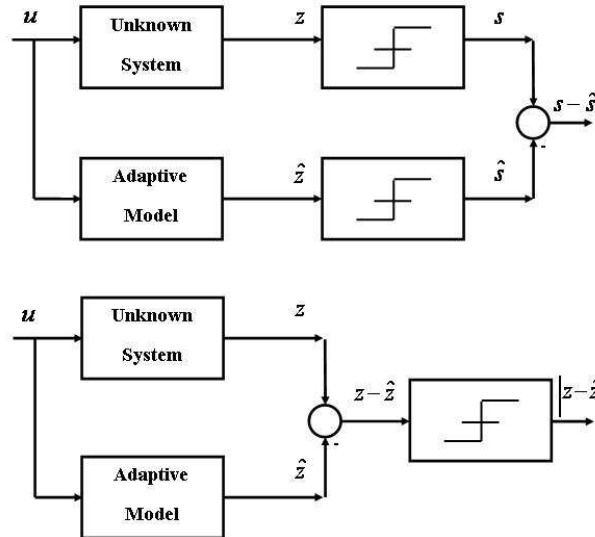 u
Unknown
System
z
s
s − ŝ
-
Adaptive
Model
ẑ
ŝ
u
Unknown
System
z
z − ẑ
|z − ẑ
-
Adaptive
Model
ẑ